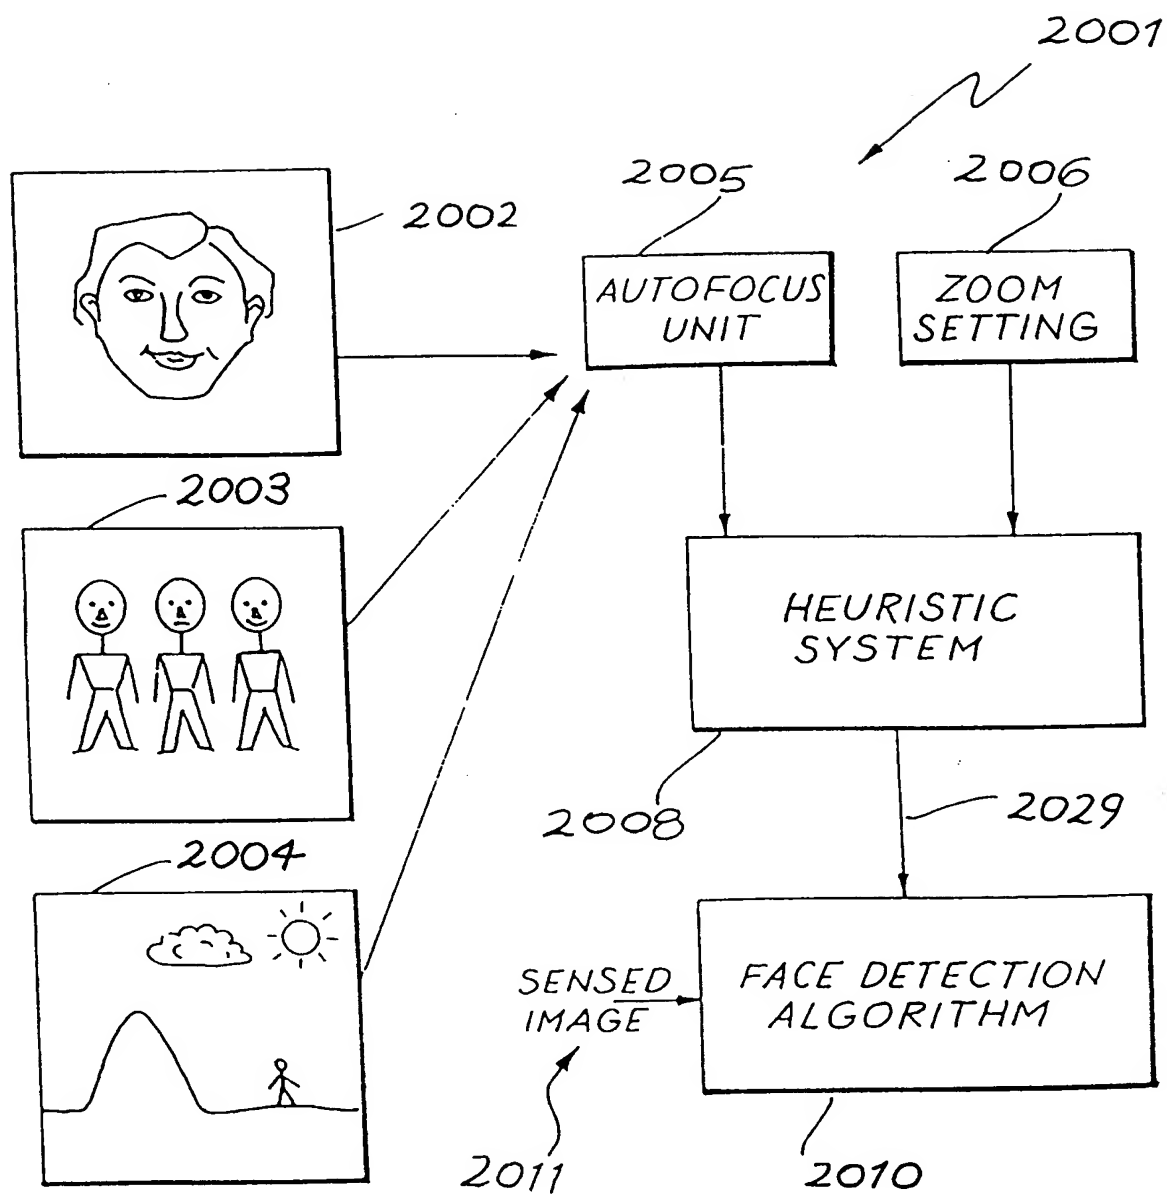 2001
2005
2006
2002
AUTOFOCUS
UNIT
ZOOM
SETTING
2003
HEURISTIC
SYSTEM
2008
2029
2004
SENSED
IMAGE
FACE DETECTION
ALGORITHM
2011
2010